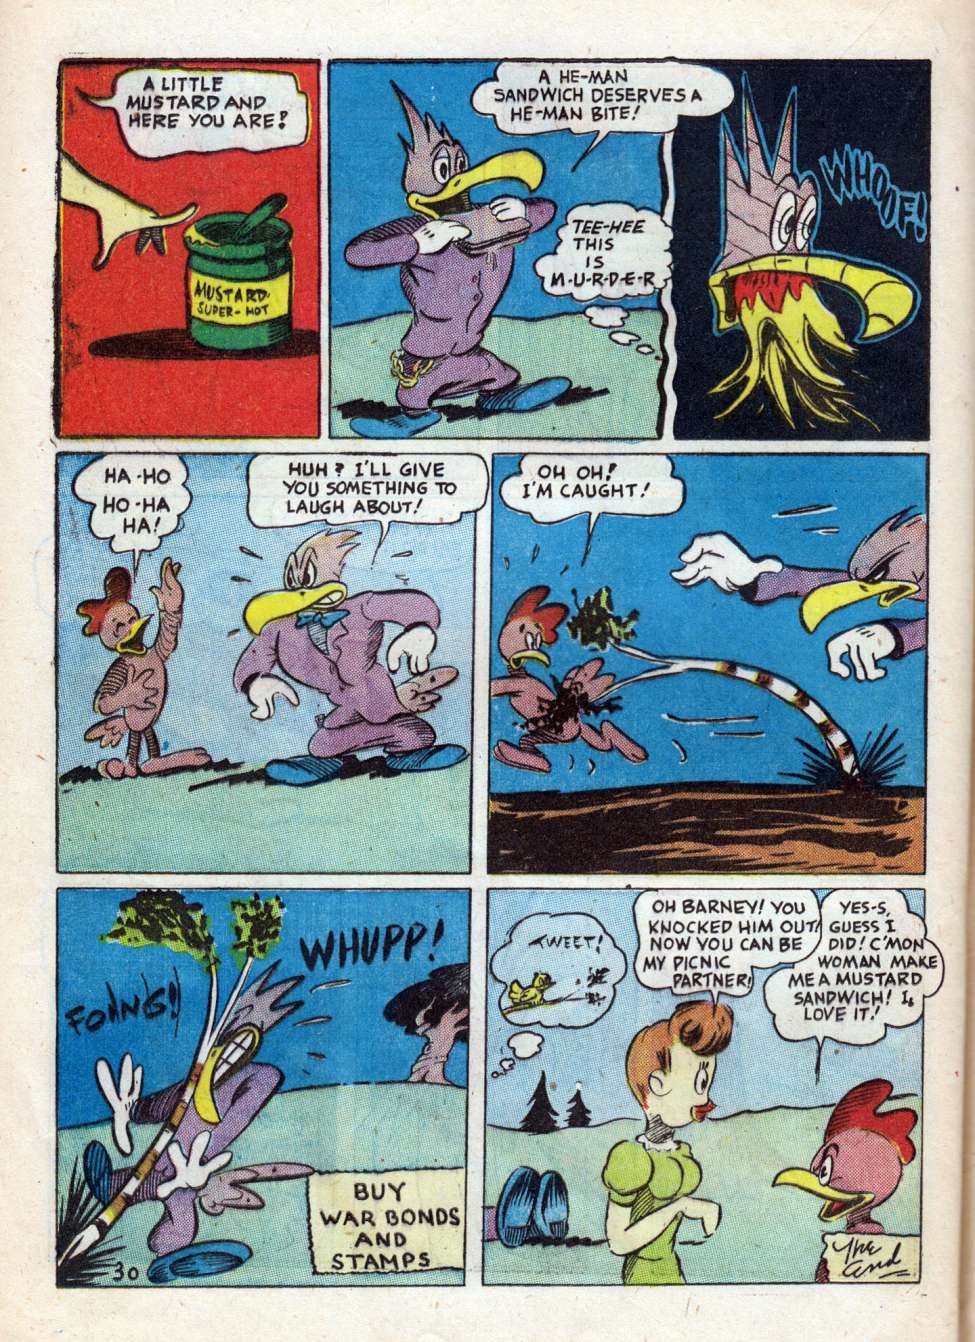 A LITTLE
MUSTARD AND
HERE YOU ARE!
MUSTARD
SUPER-HOT
A HE-MAN
SANDWICH DESERVES A
HE-MAN BITE!
TEE-HEE
THIS
IS
M-U-R-D-E-R
WHOOF!
HA-HO
HO-HA
HA!
HUH? I'LL GIVE
YOU SOMETHING TO
LAUGH ABOUT!
OH OH!
I'M CAUGHT!
FOING!
WHUPP!
BUY
WAR BONDS
AND
STAMPS
30
TWEET!
OH BARNEY! YOU
KNOCKED HIM OUT!
NOW YOU CAN BE
MY PICNIC
PARTNER!
YES-S,
GUESS I
DID! C'MON
WOMAN MAKE
ME A MUSTARD
SANDWICH! I
LOVE IT!
THE
END